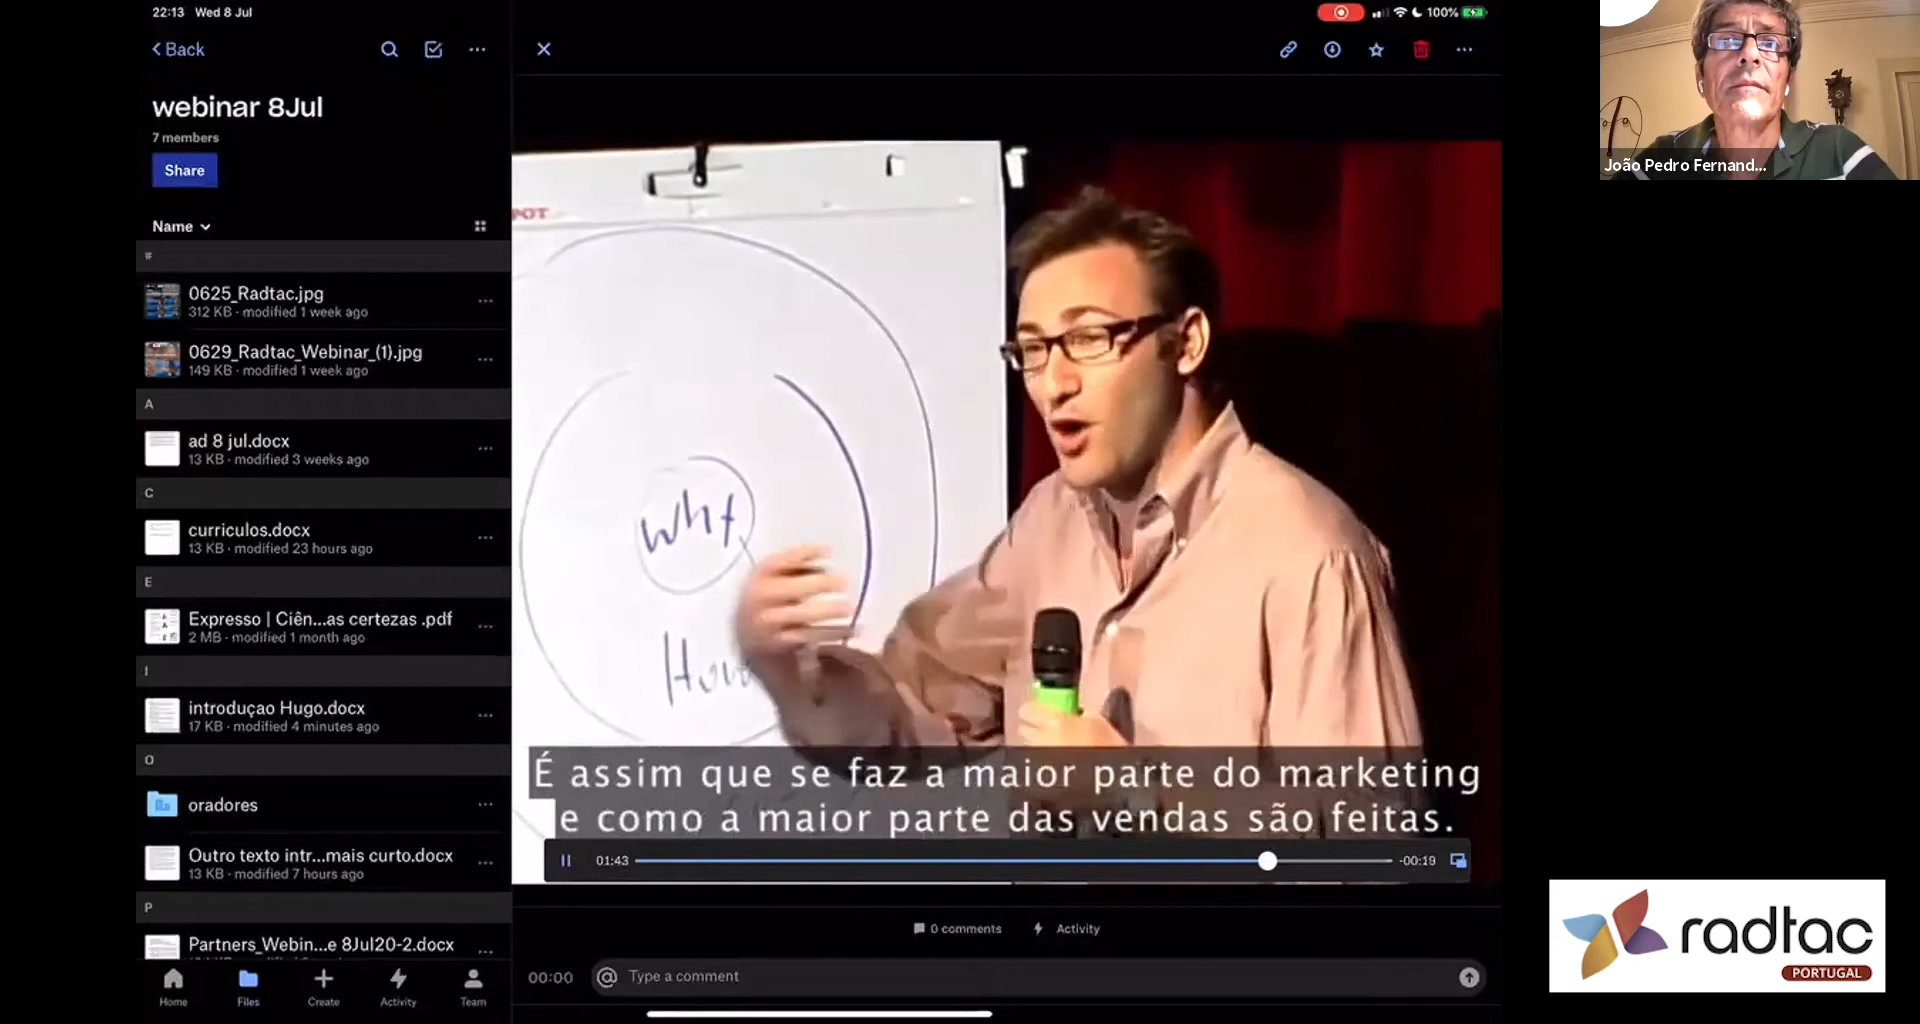 22:13 Wed 8 Jul
100%
Back
webinar 8Jul
7 members
Share
Name
#
0625_Radtac.jpg
312 KB · modified 1 week ago
0629_Radtac_Webinar_(1).jpg
149 KB · modified 1 week ago
A
ad 8 jul.docx
13 KB · modified 3 weeks ago
C
curriculos.docx
13 KB · modified 23 hours ago
E
Expresso | Ciên...as certezas .pdf
2 MB · modified 1 month ago
I
introduçao Hugo.docx
17 KB · modified 4 minutes ago
O
oradores
Outro texto intr...mais curto.docx
13 KB · modified 7 hours ago
P
Partners_Webin...e 8Jul20-2.docx
Home
Files
Create
Activity
Team
POT
Why
How
É assim que se faz a maior parte do marketing
e como a maior parte das vendas são feitas.
01:43
-00:19
0 comments
Activity
00:00
@ Type a comment
João Pedro Fernand...
radtac
PORTUGAL